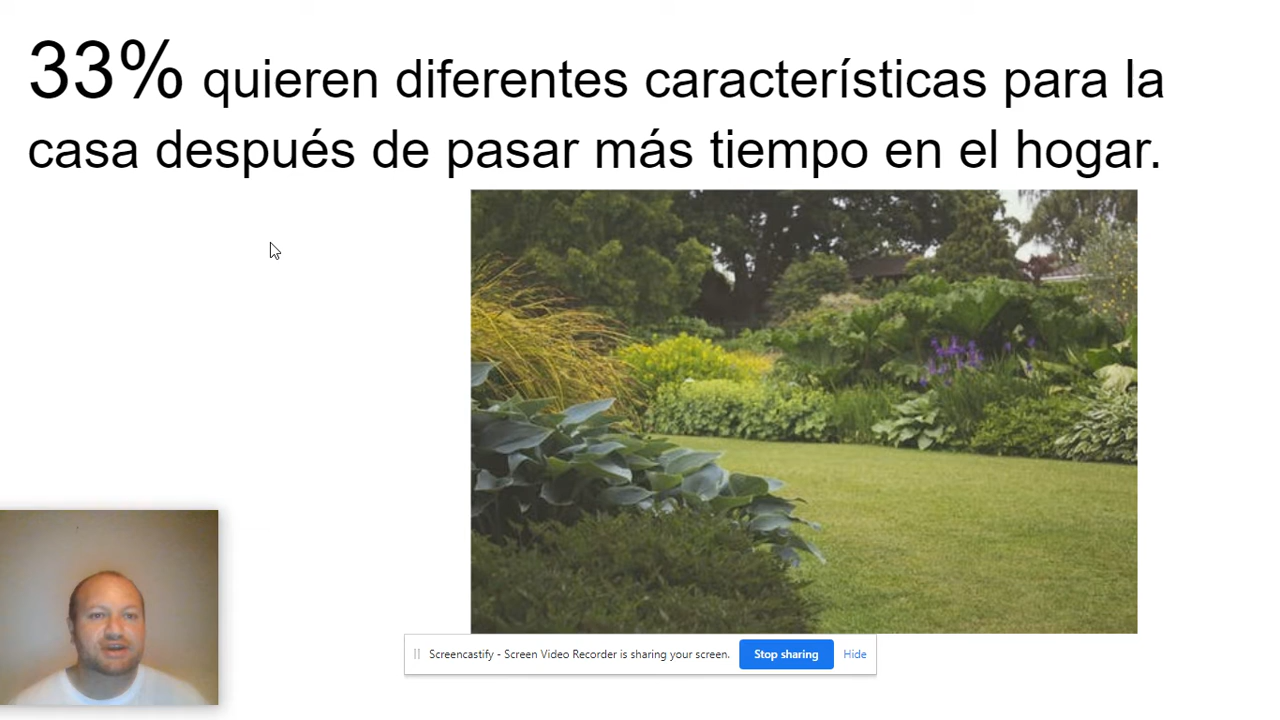 33% quieren diferentes características para la
casa después de pasar más tiempo en el hogar.
Screencastify - Screen Video Recorder is sharing your screen. Stop sharing Hide